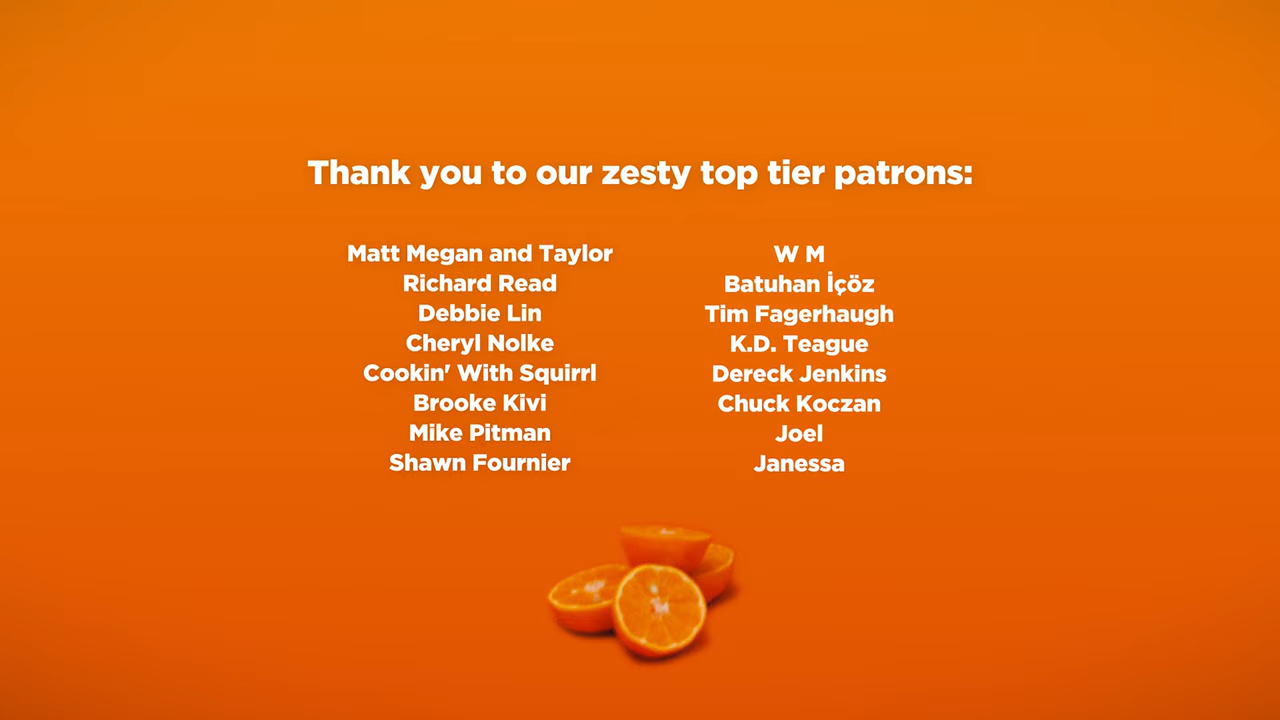 Thank you to our zesty top tier patrons:
Matt Megan and Taylor
Richard Read
Debbie Lin
Cheryl Nolke
Cookin' With Squirrl
Brooke Kivi
Mike Pitman
Shawn Fournier
W M
Batuhan İçöz
Tim Fagerhaugh
K.D. Teague
Dereck Jenkins
Chuck Koczan
Joel
Janessa